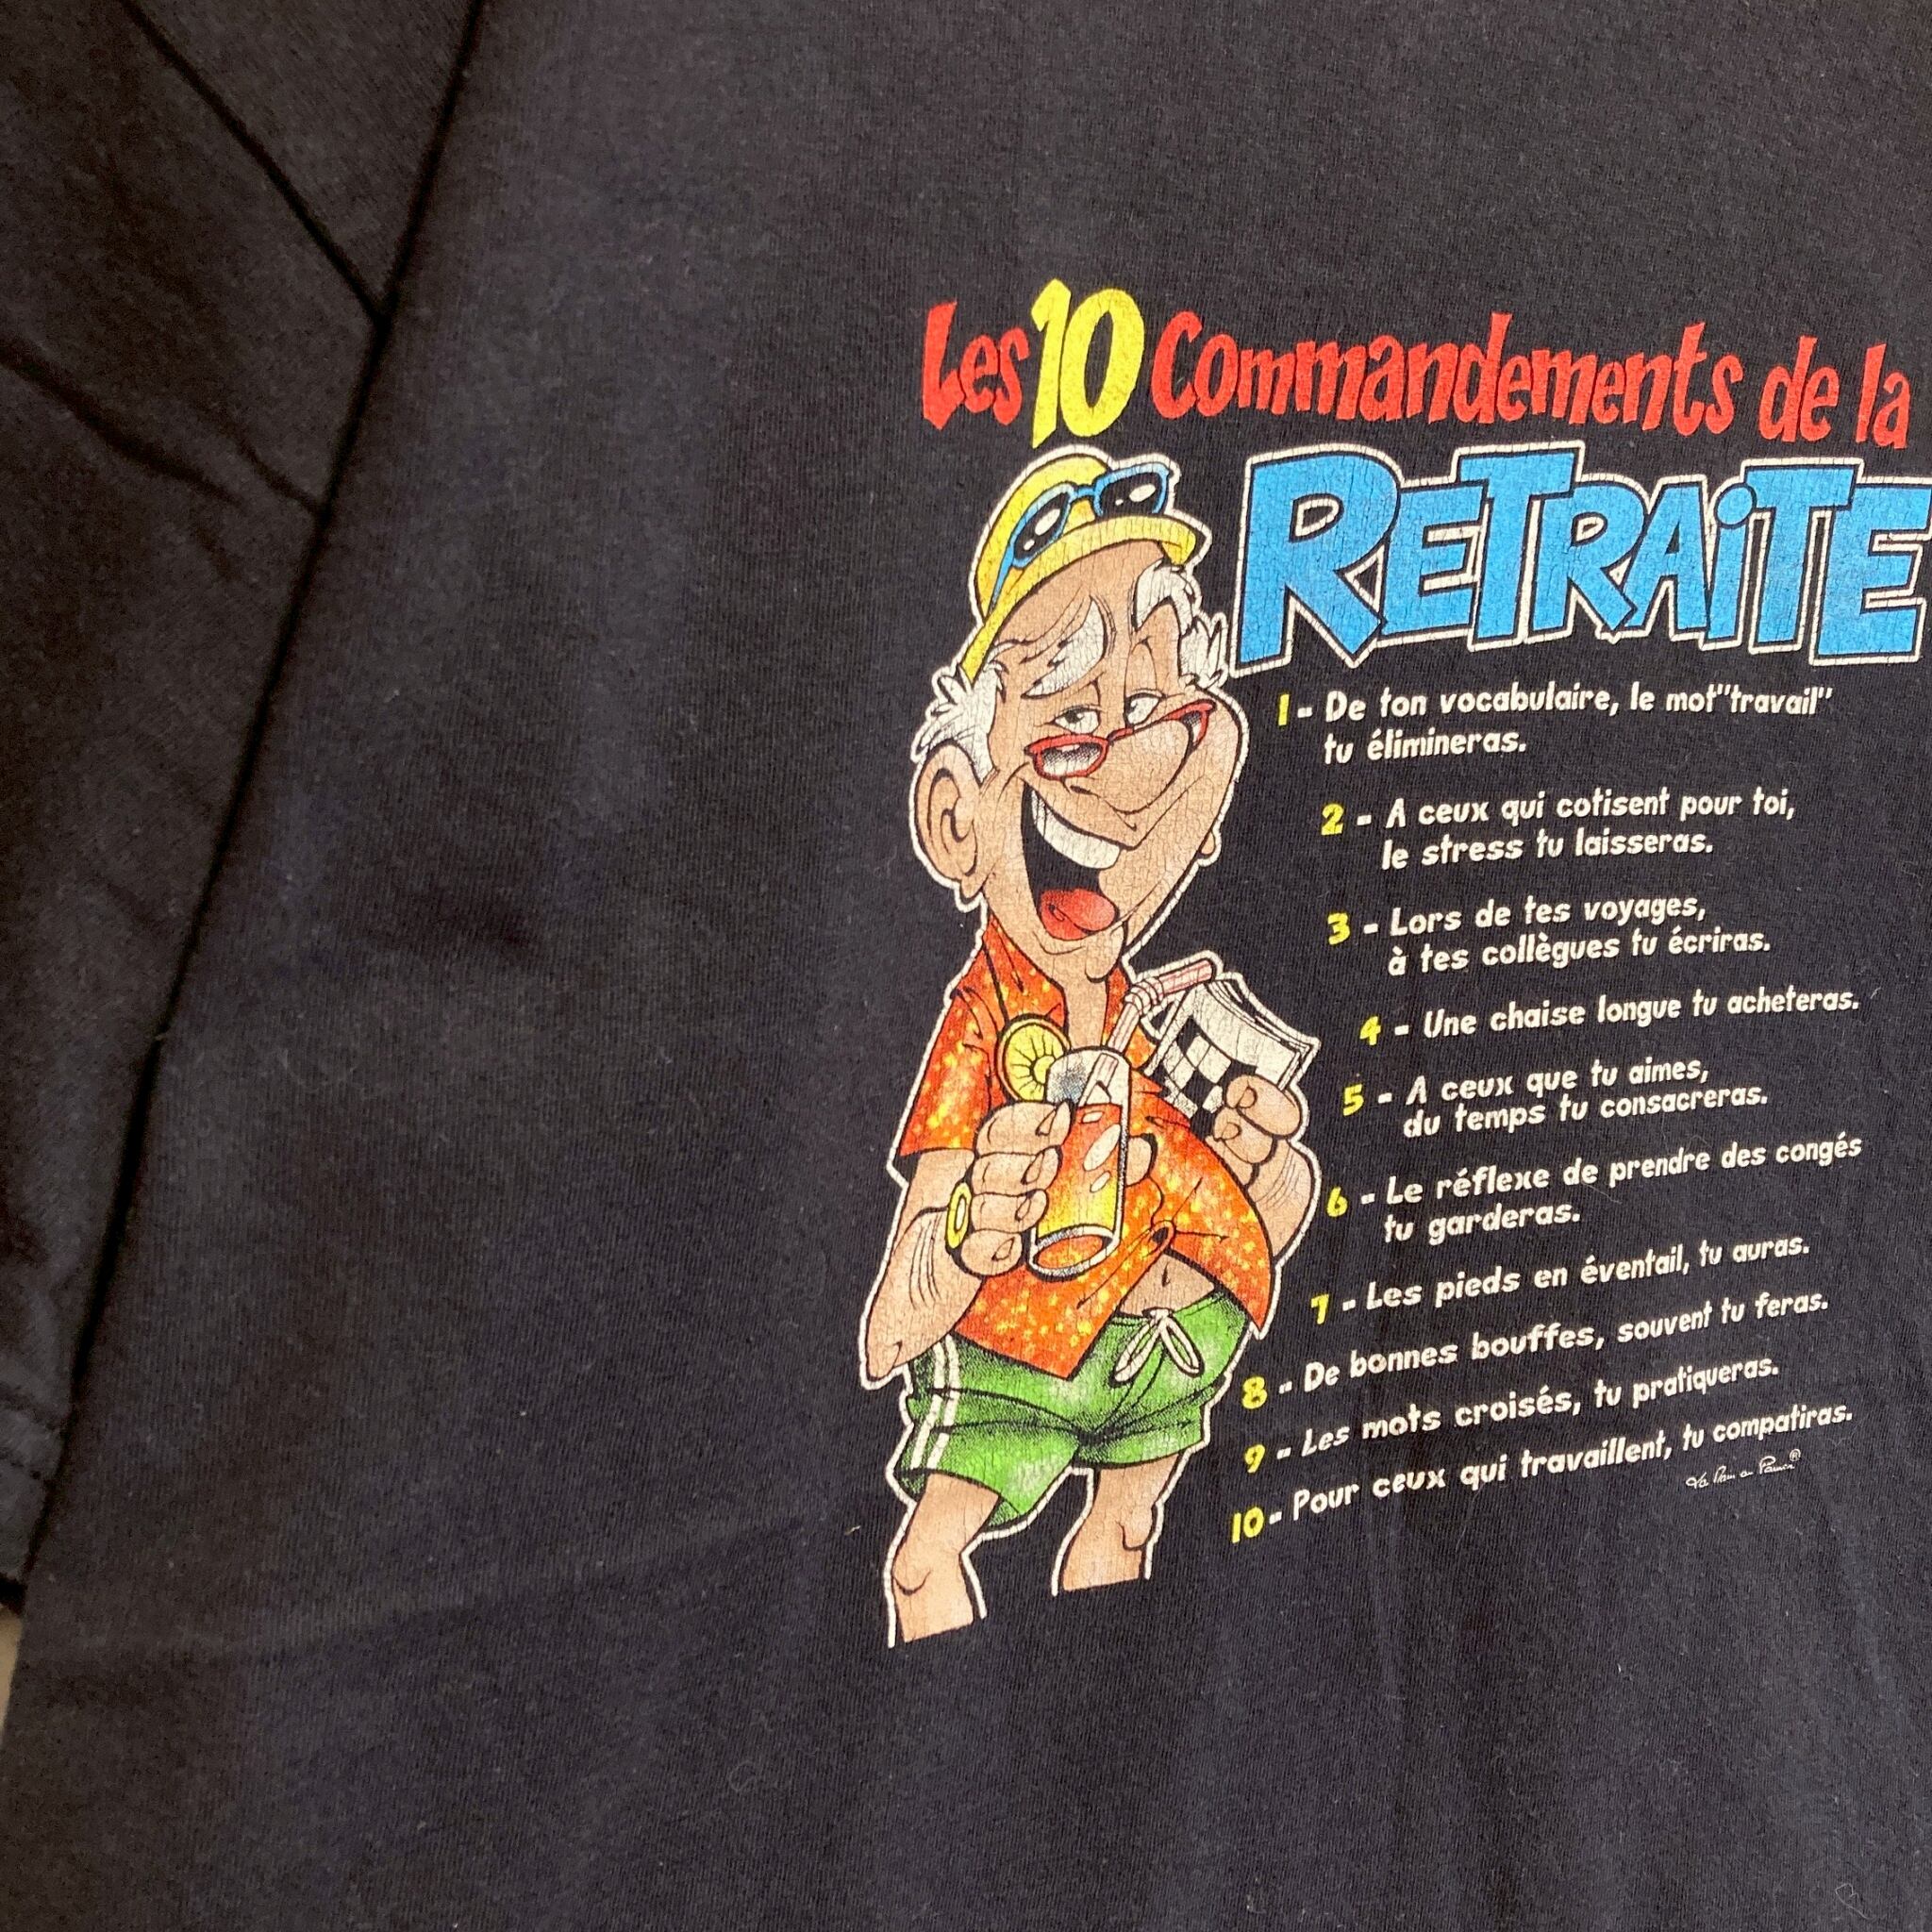 Les 10 Commandements de la
RETRAiTE
1 - De ton vocabulaire, le mot "travail"
tu élimineras.
2 - A ceux qui cotisent pour toi,
le stress tu laisseras.
3 - Lors de tes voyages,
à tes collègues tu écriras.
4 - Une chaise longue tu acheteras.
5 - A ceux que tu aimes,
du temps tu consacreras.
6 - Le réflexe de prendre des congés
tu garderas.
7 - Les pieds en éventail, tu auras.
8 - De bonnes bouffes, souvent tu feras.
9 - Les mots croisés, tu pratiqueras.
10 - Pour ceux qui travaillent, tu compatiras.